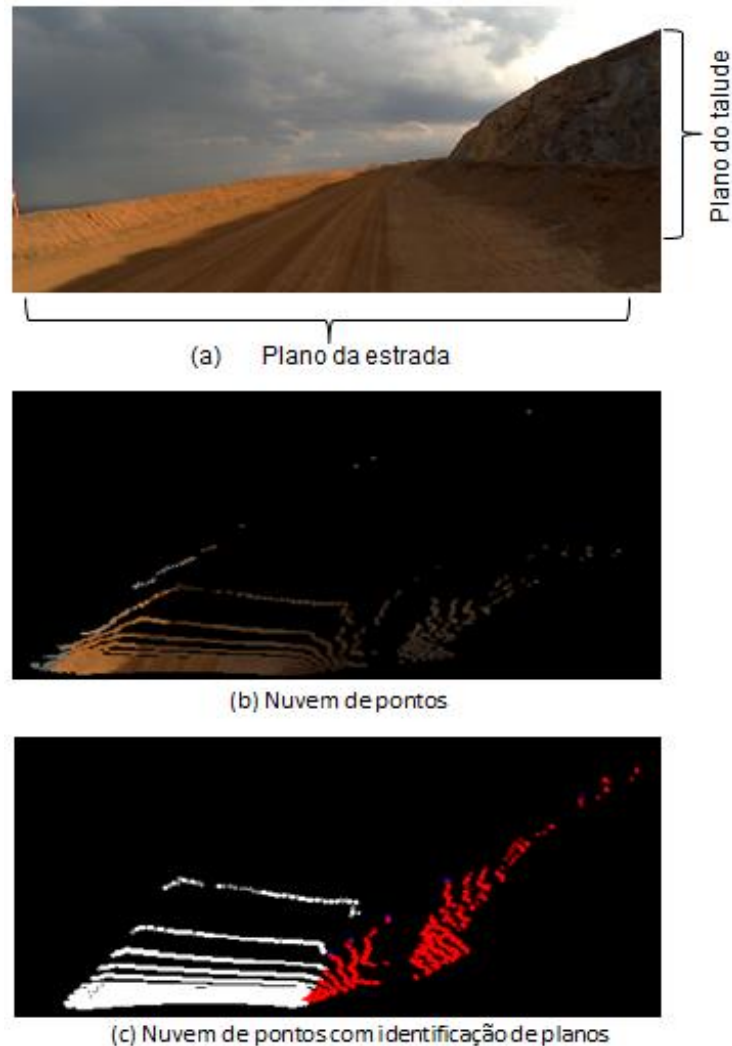 Plano do talude
(a) Plano da estrada
(b) Nuvem de pontos
(c) Nuvem de pontos com identificação de planos